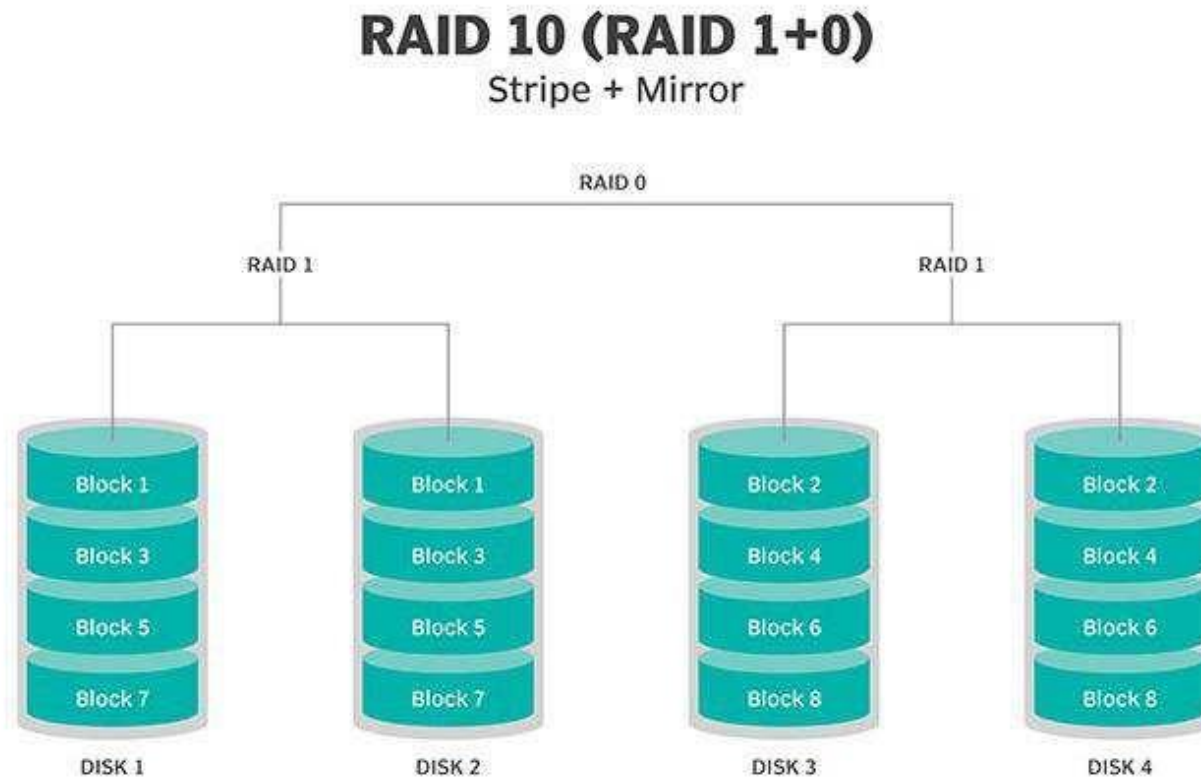 RAID 10 (RAID 1+0)
Stripe + Mirror
RAID 0
RAID 1
RAID 1
Block 1
Block 1
Block 2
Block 2
Block 3
Block 3
Block 4
Block 4
Block 5
Block 5
Block 6
Block 6
Block 7
Block 7
Block 8
Block 8
DISK 1
DISK 2
DISK 3
DISK 4